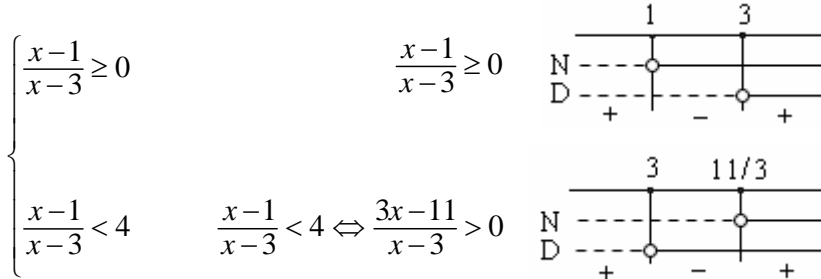 1 3
x−1/x−3 ≥ 0 x−1/x−3 ≥ 0 N
D
+ − +
3 11/3
x−1/x−3 < 4 x−1/x−3 < 4 ⇔ 3x−11/x−3 > 0 N
D
+ − +